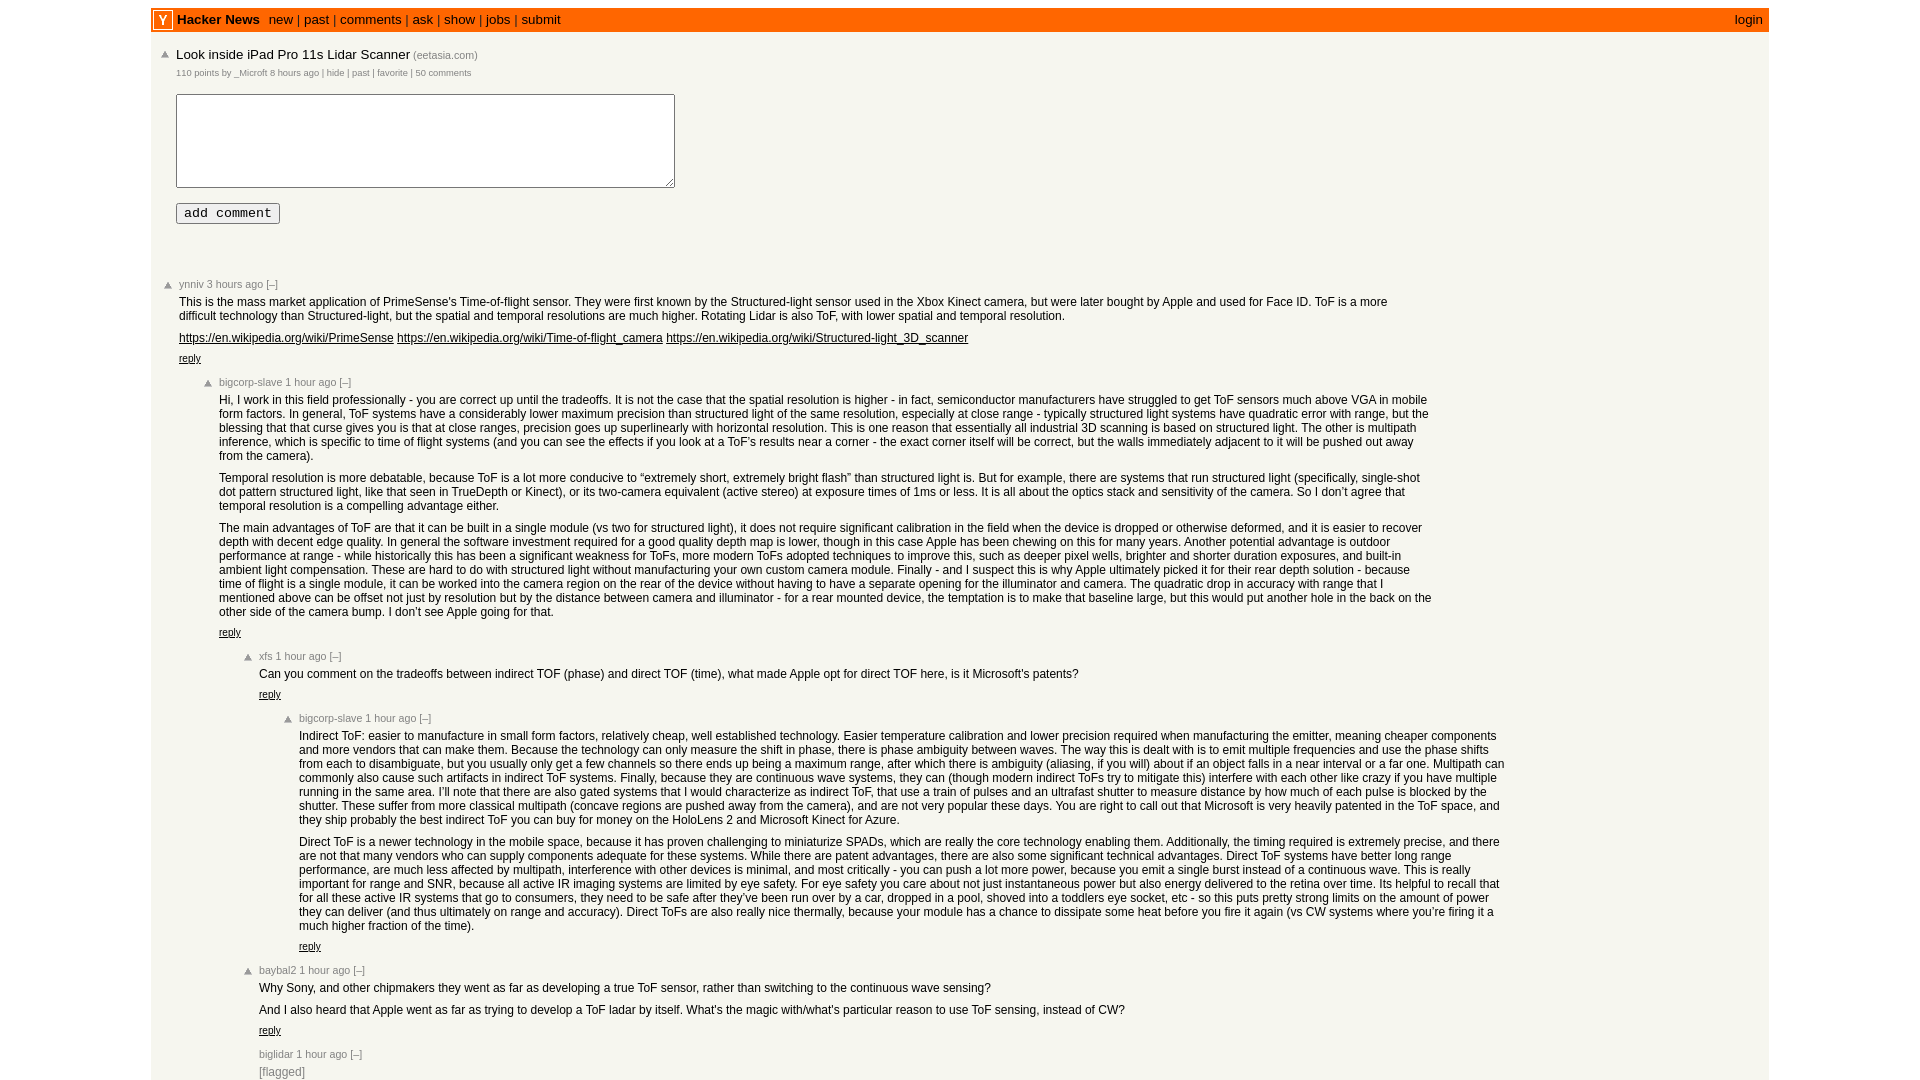 Y Hacker News new | past | comments | ask | show | jobs | submit login
Look inside iPad Pro 11s Lidar Scanner (eetasia.com)
110 points by _Microft 8 hours ago | hide | past | favorite | 50 comments
add comment
ynniv 3 hours ago [–]
This is the mass market application of PrimeSense's Time-of-flight sensor. They were first known by the Structured-light sensor used in the Xbox Kinect camera, but were later bought by Apple and used for Face ID. ToF is a more
difficult technology than Structured-light, but the spatial and temporal resolutions are much higher. Rotating Lidar is also ToF, with lower spatial and temporal resolution.
https://en.wikipedia.org/wiki/PrimeSense https://en.wikipedia.org/wiki/Time-of-flight_camera https://en.wikipedia.org/wiki/Structured-light_3D_scanner
reply
bigcorp-slave 1 hour ago [–]
Hi, I work in this field professionally - you are correct up until the tradeoffs. It is not the case that the spatial resolution is higher - in fact, semiconductor manufacturers have struggled to get ToF sensors much above VGA in mobile
form factors. In general, ToF systems have a considerably lower maximum precision than structured light of the same resolution, especially at close range - typically structured light systems have quadratic error with range, but the
blessing that that curse gives you is that at close ranges, precision goes up superlinearly with horizontal resolution. This is one reason that essentially all industrial 3D scanning is based on structured light. The other is multipath
inference, which is specific to time of flight systems (and you can see the effects if you look at a ToF’s results near a corner - the exact corner itself will be correct, but the walls immediately adjacent to it will be pushed out away
from the camera).
Temporal resolution is more debatable, because ToF is a lot more conducive to “extremely short, extremely bright flash” than structured light is. But for example, there are systems that run structured light (specifically, single-shot
dot pattern structured light, like that seen in TrueDepth or Kinect), or its two-camera equivalent (active stereo) at exposure times of 1ms or less. It is all about the optics stack and sensitivity of the camera. So I don’t agree that
temporal resolution is a compelling advantage either.
The main advantages of ToF are that it can be built in a single module (vs two for structured light), it does not require significant calibration in the field when the device is dropped or otherwise deformed, and it is easier to recover
depth with decent edge quality. In general the software investment required for a good quality depth map is lower, though in this case Apple has been chewing on this for many years. Another potential advantage is outdoor
performance at range - while historically this has been a significant weakness for ToFs, more modern ToFs adopted techniques to improve this, such as deeper pixel wells, brighter and shorter duration exposures, and built-in
ambient light compensation. These are hard to do with structured light without manufacturing your own custom camera module. Finally - and I suspect this is why Apple ultimately picked it for their rear depth solution - because
time of flight is a single module, it can be worked into the camera region on the rear of the device without having to have a separate opening for the illuminator and camera. The quadratic drop in accuracy with range that I
mentioned above can be offset not just by resolution but by the distance between camera and illuminator - for a rear mounted device, the temptation is to make that baseline large, but this would put another hole in the back on the
other side of the camera bump. I don’t see Apple going for that.
reply
xfs 1 hour ago [–]
Can you comment on the tradeoffs between indirect TOF (phase) and direct TOF (time), what made Apple opt for direct TOF here, is it Microsoft's patents?
reply
bigcorp-slave 1 hour ago [–]
Indirect ToF: easier to manufacture in small form factors, relatively cheap, well established technology. Easier temperature calibration and lower precision required when manufacturing the emitter, meaning cheaper components
and more vendors that can make them. Because the technology can only measure the shift in phase, there is phase ambiguity between waves. The way this is dealt with is to emit multiple frequencies and use the phase shifts
from each to disambiguate, but you usually only get a few channels so there ends up being a maximum range, after which there is ambiguity (aliasing, if you will) about if an object falls in a near interval or a far one. Multipath can
commonly also cause such artifacts in indirect ToF systems. Finally, because they are continuous wave systems, they can (though modern indirect ToFs try to mitigate this) interfere with each other like crazy if you have multiple
running in the same area. I’ll note that there are also gated systems that I would characterize as indirect ToF, that use a train of pulses and an ultrafast shutter to measure distance by how much of each pulse is blocked by the
shutter. These suffer from more classical multipath (concave regions are pushed away from the camera), and are not very popular these days. You are right to call out that Microsoft is very heavily patented in the ToF space, and
they ship probably the best indirect ToF you can buy for money on the HoloLens 2 and Microsoft Kinect for Azure.
Direct ToF is a newer technology in the mobile space, because it has proven challenging to miniaturize SPADs, which are really the core technology enabling them. Additionally, the timing required is extremely precise, and there
are not that many vendors who can supply components adequate for these systems. While there are patent advantages, there are also some significant technical advantages. Direct ToF systems have better long range
performance, are much less affected by multipath, interference with other devices is minimal, and most critically - you can push a lot more power, because you emit a single burst instead of a continuous wave. This is really
important for range and SNR, because all active IR imaging systems are limited by eye safety. For eye safety you care about not just instantaneous power but also energy delivered to the retina over time. Its helpful to recall that
for all these active IR systems that go to consumers, they need to be safe after they’ve been run over by a car, dropped in a pool, shoved into a toddlers eye socket, etc - so this puts pretty strong limits on the amount of power
they can deliver (and thus ultimately on range and accuracy). Direct ToFs are also really nice thermally, because your module has a chance to dissipate some heat before you fire it again (vs CW systems where you’re firing it a
much higher fraction of the time).
reply
baybal2 1 hour ago [–]
Why Sony, and other chipmakers they went as far as developing a true ToF sensor, rather than switching to the continuous wave sensing?
And I also heard that Apple went as far as trying to develop a ToF ladar by itself. What's the magic with/what's particular reason to use ToF sensing, instead of CW?
reply
biglidar 1 hour ago [–]
[flagged]